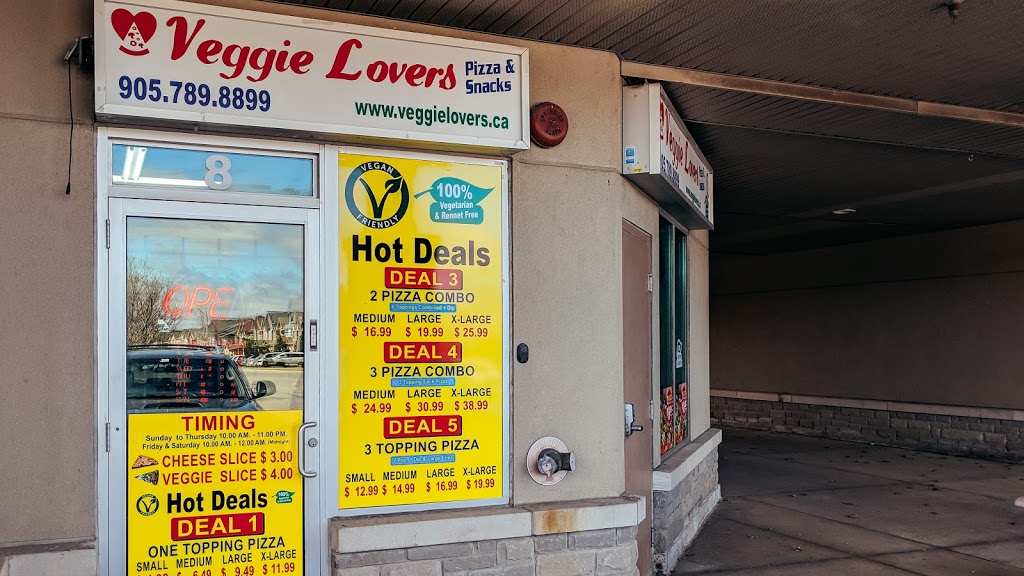 Veggie Lovers Pizza &
Snacks
905.789.8899
www.veggielovers.ca
8
OPE
VEGAN
FRIENDLY
100%
Vegetarian
& Rennet Free
Hot Deals
DEAL 3
2 PIZZA COMBO
MEDIUM LARGE X-LARGE
$ 16.99 $ 19.99 $ 25.99
DEAL 4
3 PIZZA COMBO
MEDIUM LARGE X-LARGE
$ 24.99 $ 30.99 $ 38.99
DEAL 5
3 TOPPING PIZZA
SMALL MEDIUM LARGE X-LARGE
$ 12.99 $ 14.99 $ 16.99 $ 19.99
TIMING
Sunday to Thursday 10.00 AM. - 11.00 PM.
Friday & Saturday 10.00 AM. - 12.00 AM. (Midnight)
CHEESE SLICE $ 3.00
VEGGIE SLICE $ 4.00
Hot Deals
100%
DEAL 1
ONE TOPPING PIZZA
SMALL MEDIUM LARGE X-LARGE
$ 9.49 $ 11.99
Veggie Lovers